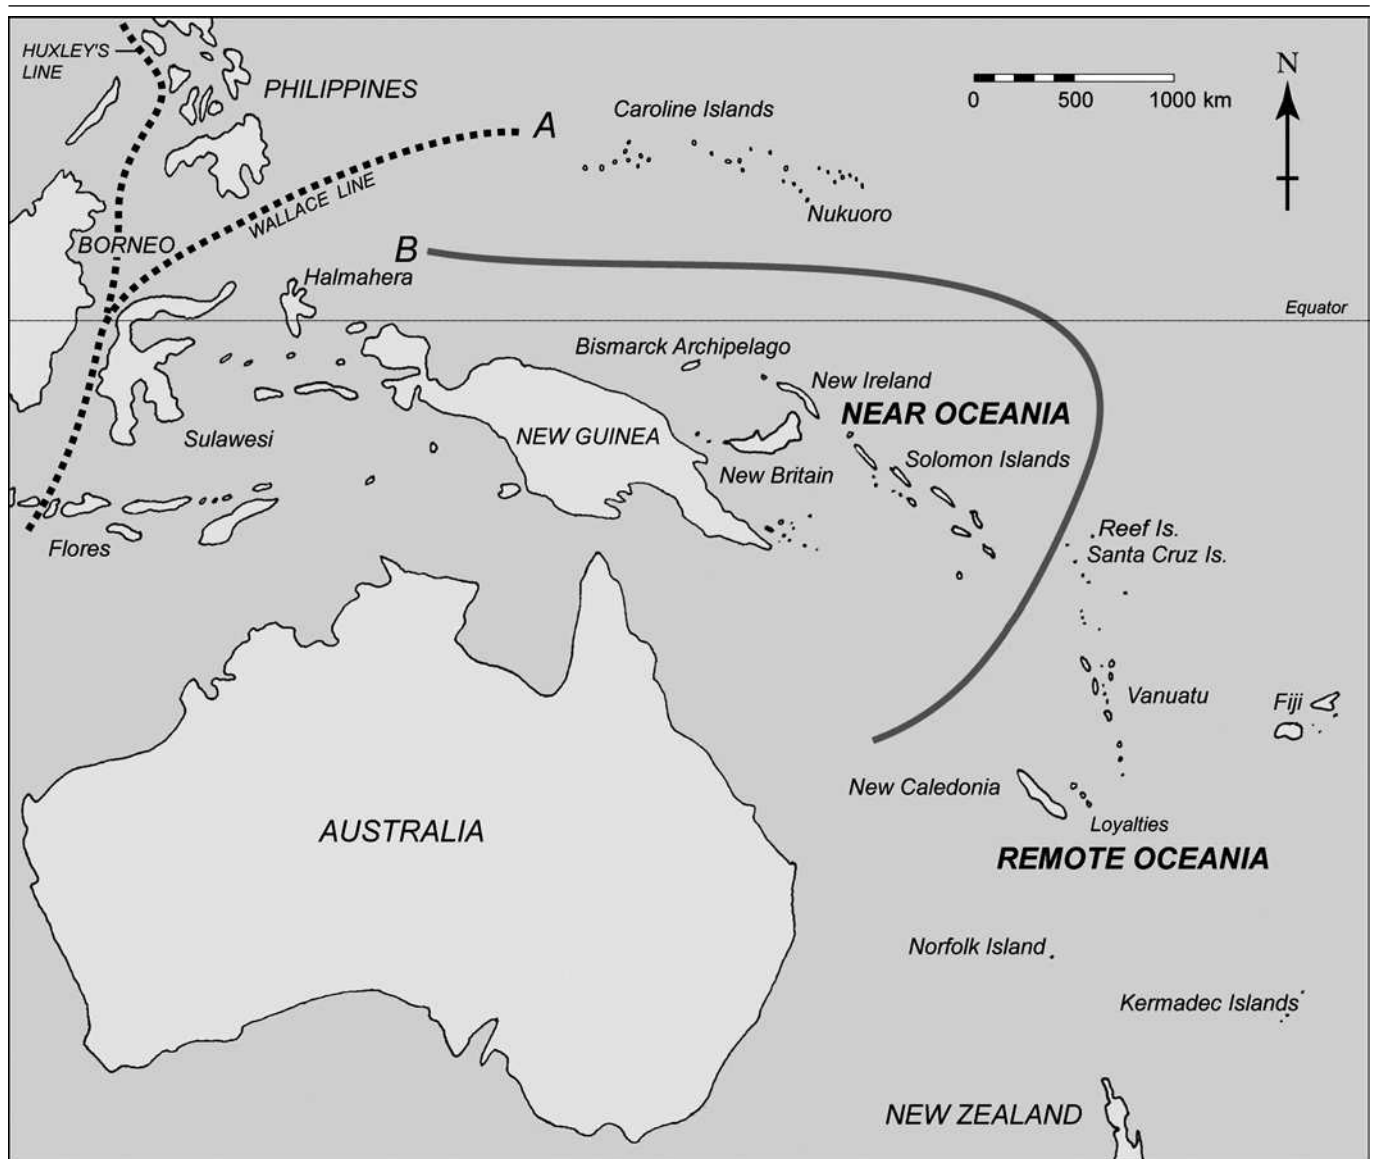 HUXLEY'S
LINE
PHILIPPINES
N
0 500 1000 km
Caroline Islands
A
WALLACE LINE
Nukuoro
BORNEO
B
Halmahera
Equator
Bismarck Archipelago
New Ireland
NEAR OCEANIA
Sulawesi
NEW GUINEA
Solomon Islands
New Britain
Reef Is.
Santa Cruz Is.
Flores
Vanuatu
Fiji
New Caledonia
Loyalties
AUSTRALIA
REMOTE OCEANIA
Norfolk Island
Kermadec Islands
NEW ZEALAND